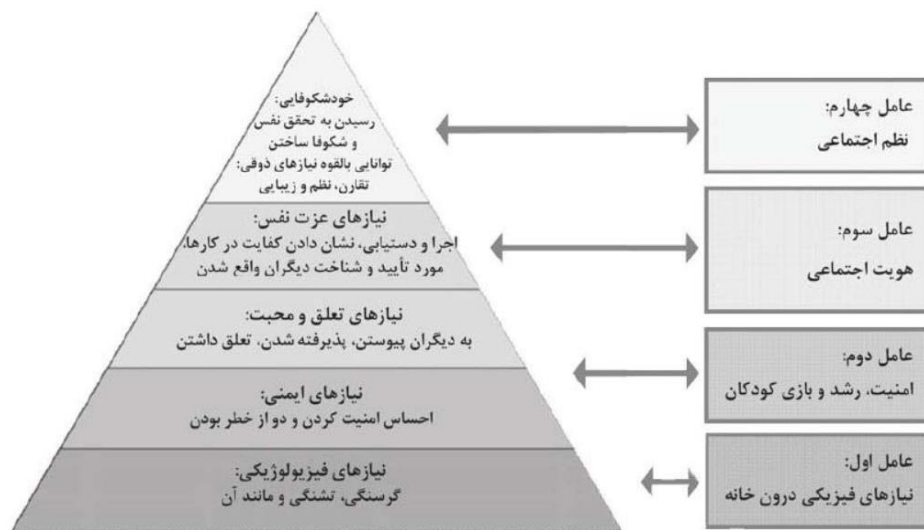 خودشکوفایی:
رسیدن به تحقق نفس
و شکوفا ساختن
توانایی بالقوه نیازهای ذوقی:
تقارن، نظم و زیبایی
نیازهای عزت نفس:
اجرا و دستیابی، نشان دادن کفایت در کارها،
مورد تأیید و شناخت دیگران واقع شدن
نیازهای تعلق و محبت:
به دیگران پیوستن، پذیرفته شدن، تعلق داشتن
نیازهای ایمنی:
احساس امنیت کردن و دو از خطر بودن
نیازهای فیزیولوژیکی:
گرسنگی، تشنگی و مانند آن
عامل چهارم:
نظم اجتماعی
عامل سوم:
هویت اجتماعی
عامل دوم:
امنیت، رشد و بازی کودکان
عامل اول:
نیازهای فیزیکی درون خانه